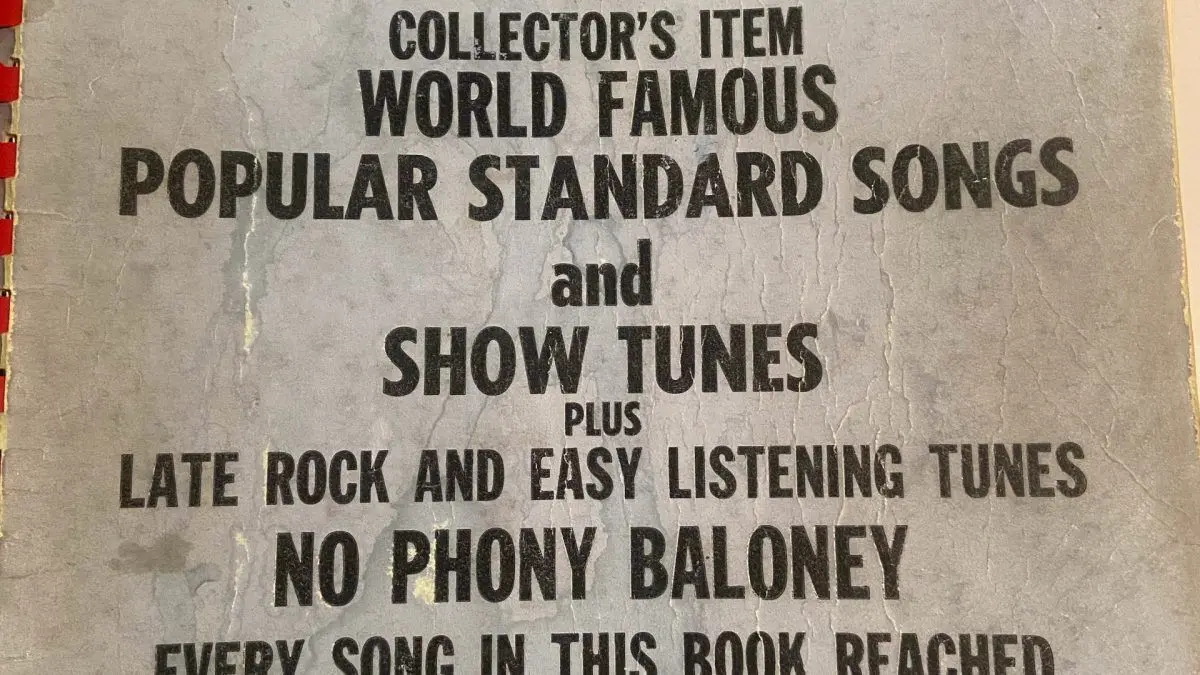 COLLECTOR'S ITEM
WORLD FAMOUS
POPULAR STANDARD SONGS
and
SHOW TUNES
PLUS
LATE ROCK AND EASY LISTENING TUNES
NO PHONY BALONEY
EVERY SONG IN THIS BOOK REACHED